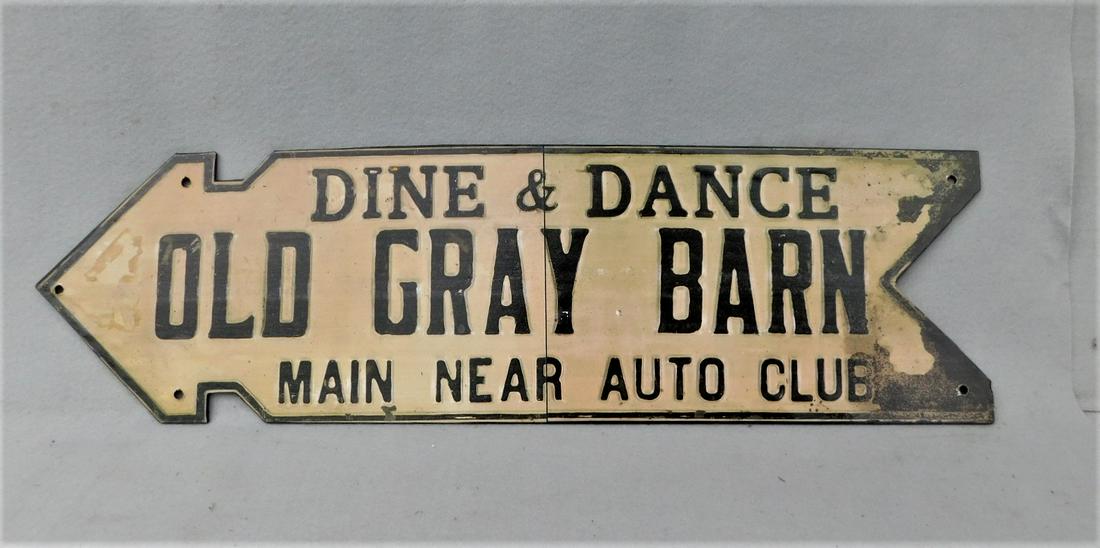 DINE & DANCE
OLD GRAY BARN
MAIN NEAR AUTO CLUB